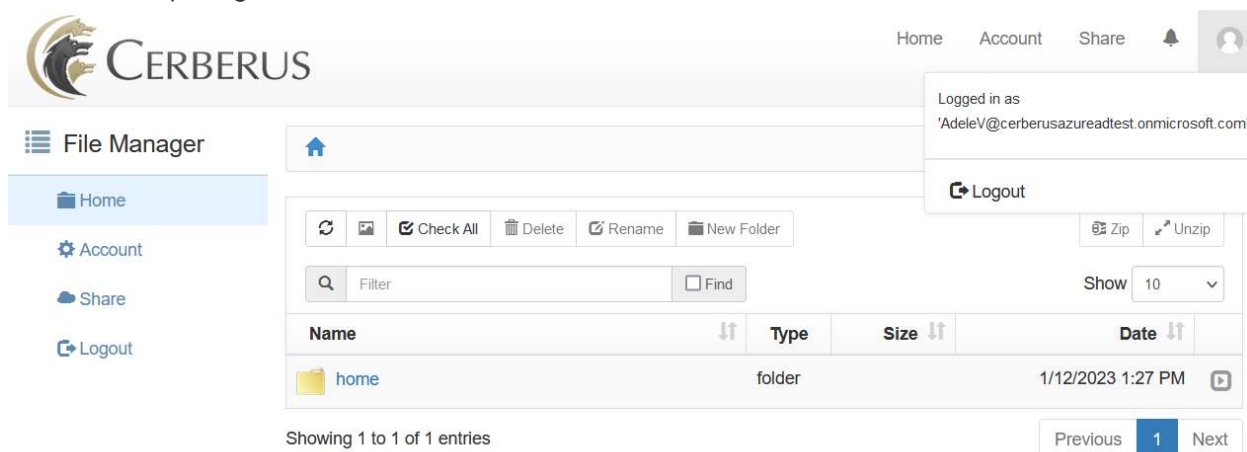 CERBERUS
Home Account Share
Logged in as
'AdeleV@cerberusazureadtest.onmicrosoft.com'
Logout
File Manager
Home
Account
Share
Logout
Check All Delete Rename New Folder Zip Unzip
Filter Find Show 10
Name Type Size Date
home folder 1/12/2023 1:27 PM
Showing 1 to 1 of 1 entries
Previous 1 Next